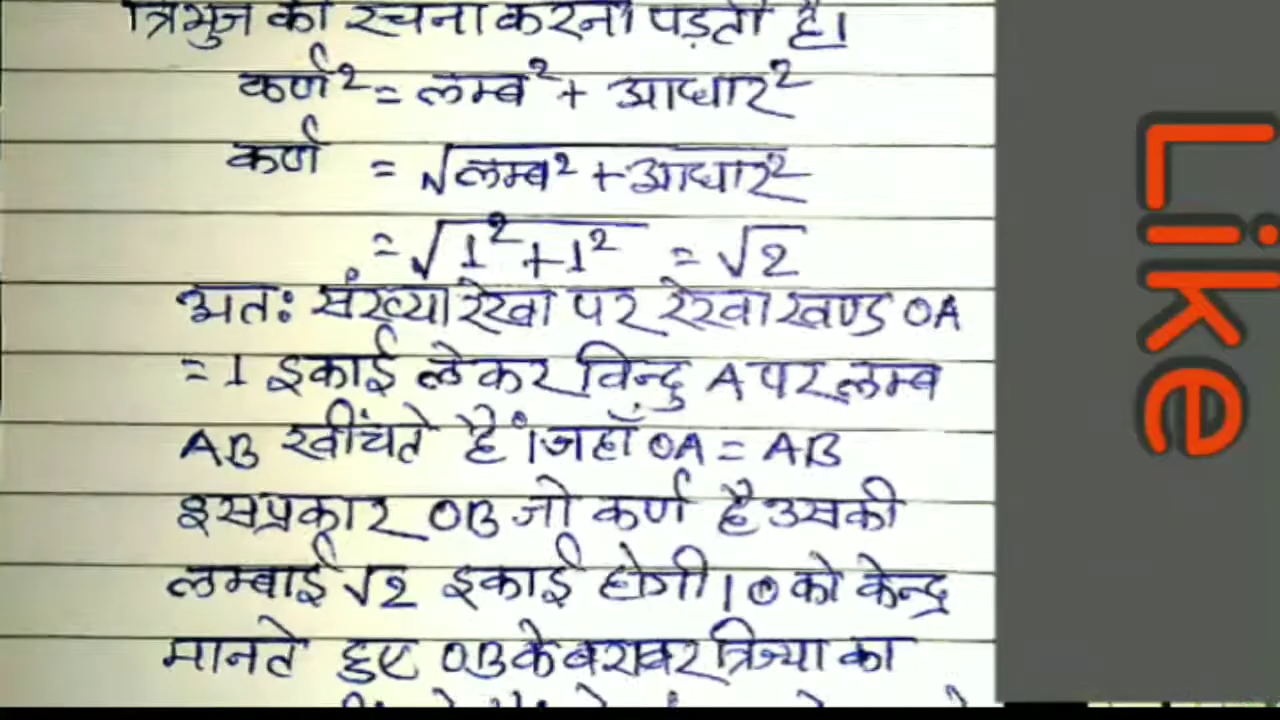 त्रिभुज की रचना करनी पड़ती है।
कर्ण² = लम्ब² + आधार²
कर्ण = √लम्ब² + आधार²
= √1² + 1² = √2
अतः संख्या रेखा पर रेखाखण्ड OA
= 1 इकाई लेकर विन्दु A पर लम्ब
AB खींचते हैं। जहाँ OA = AB
इसप्रकार OB जो कर्ण है उसकी
लम्बाई √2 इकाई होगी। O को केन्द्र
मानते हुए OB के बराबर त्रिज्या का
Like